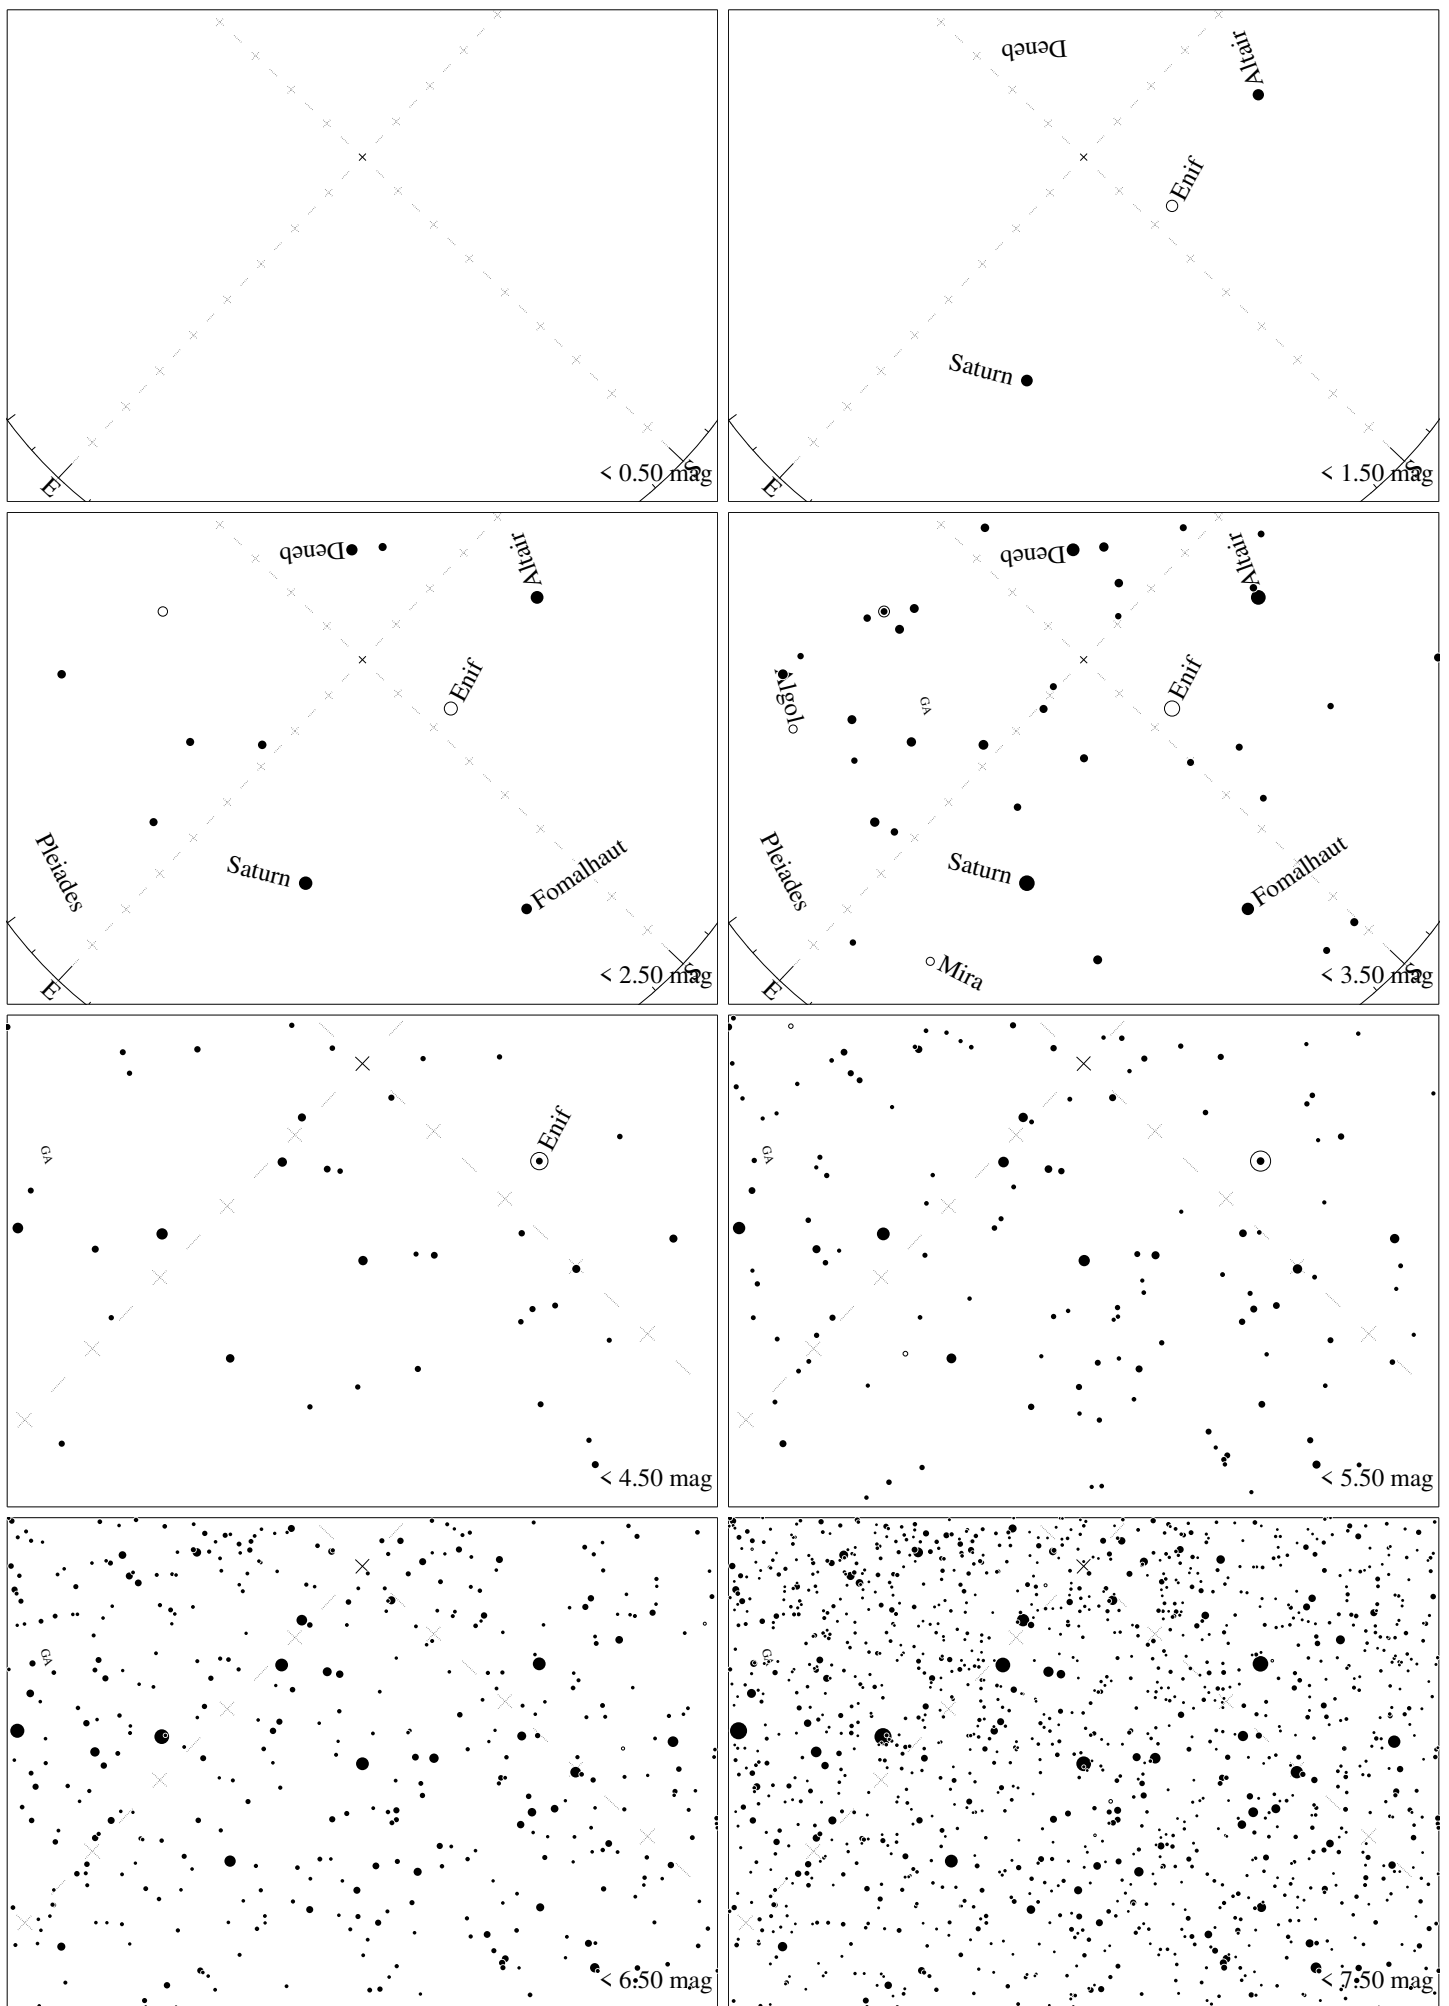 E
S
< 0.50 mag
Deneb
Altair
Enif
Saturn
E
S
< 1.50 mag
Deneb
Altair
Enif
Pleiades
Saturn
Fomalhaut
E
S
< 2.50 mag
Deneb
Altair
Algol
GA
Enif
Pleiades
Saturn
Fomalhaut
Mira
E
S
< 3.50 mag
GA
Enif
< 4.50 mag
GA
< 5.50 mag
GA
< 6.50 mag
GA
< 7.50 mag